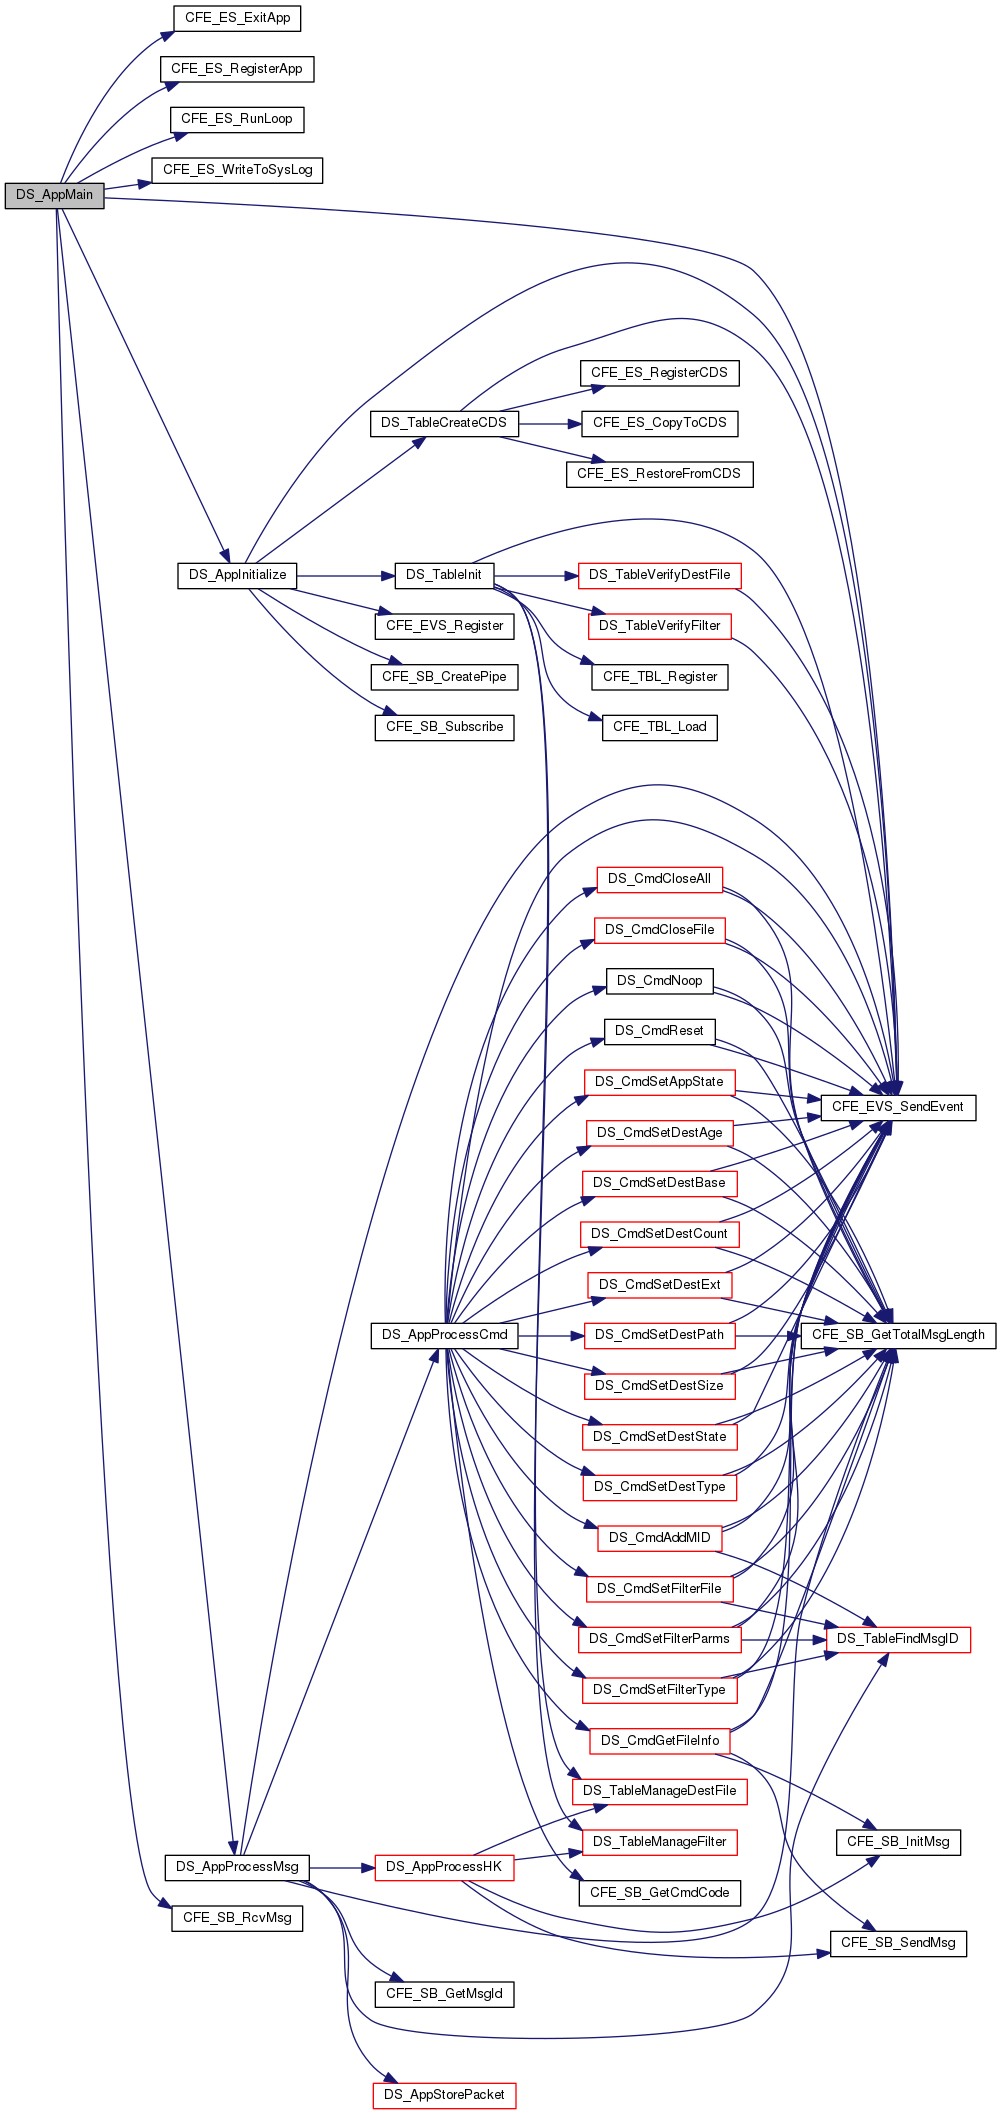 CFE_ES_ExitApp
CFE_ES_RegisterApp
CFE_ES_RunLoop
CFE_ES_WriteToSysLog
DS_AppMain
CFE_ES_RegisterCDS
DS_TableCreateCDS
CFE_ES_CopyToCDS
CFE_ES_RestoreFromCDS
DS_AppInitialize
DS_TableInit
DS_TableVerifyDestFile
CFE_EVS_Register
DS_TableVerifyFilter
CFE_SB_CreatePipe
CFE_TBL_Register
CFE_SB_Subscribe
CFE_TBL_Load
DS_CmdCloseAll
DS_CmdCloseFile
DS_CmdNoop
DS_CmdReset
DS_CmdSetAppState
CFE_EVS_SendEvent
DS_CmdSetDestAge
DS_CmdSetDestBase
DS_CmdSetDestCount
DS_CmdSetDestExt
DS_AppProcessCmd
DS_CmdSetDestPath
CFE_SB_GetTotalMsgLength
DS_CmdSetDestSize
DS_CmdSetDestState
DS_CmdSetDestType
DS_CmdAddMID
DS_CmdSetFilterFile
DS_CmdSetFilterParms
DS_TableFindMsgID
DS_CmdSetFilterType
DS_CmdGetFileInfo
DS_TableManageDestFile
DS_TableManageFilter
CFE_SB_InitMsg
DS_AppProcessMsg
DS_AppProcessHK
CFE_SB_GetCmdCode
CFE_SB_RcvMsg
CFE_SB_SendMsg
CFE_SB_GetMsgId
DS_AppStorePacket